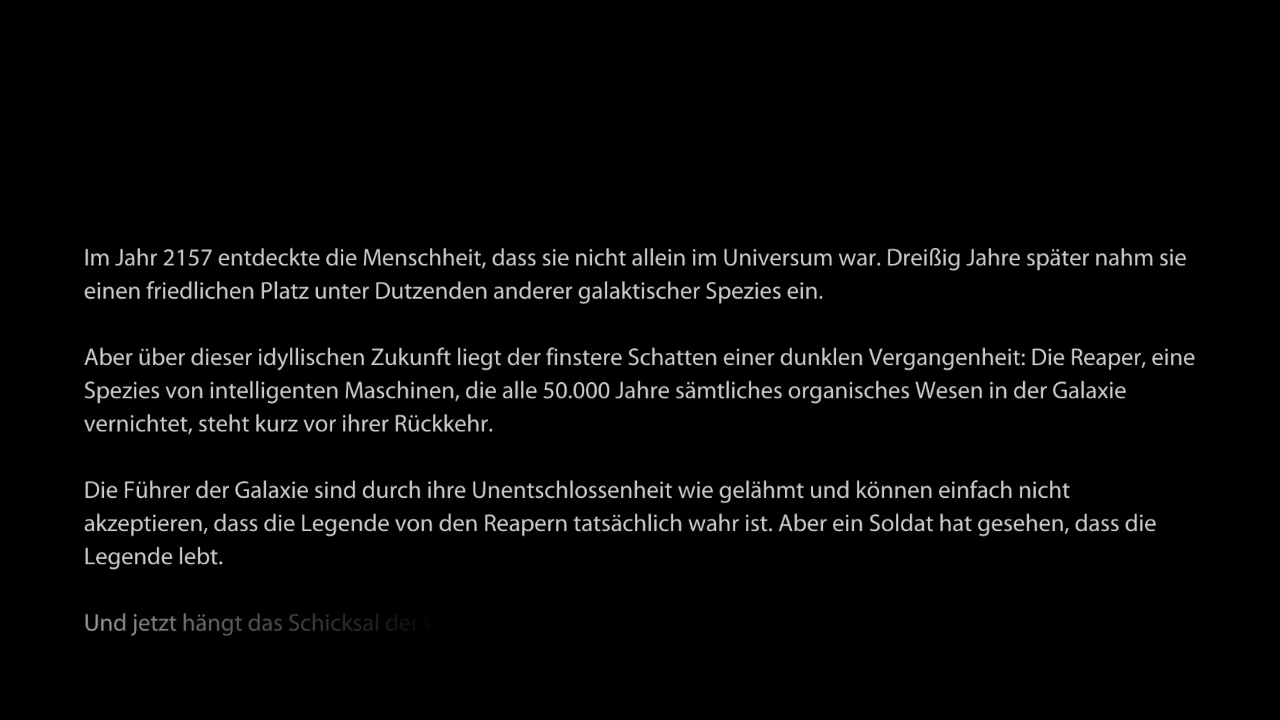 Im Jahr 2157 entdeckte die Menschheit, dass sie nicht allein im Universum war. Dreißig Jahre später nahm sie
einen friedlichen Platz unter Dutzenden anderer galaktischer Spezies ein.
Aber über dieser idyllischen Zukunft liegt der finstere Schatten einer dunklen Vergangenheit: Die Reaper, eine
Spezies von intelligenten Maschinen, die alle 50.000 Jahre sämtliches organisches Wesen in der Galaxie
vernichtet, steht kurz vor ihrer Rückkehr.
Die Führer der Galaxie sind durch ihre Unentschlossenheit wie gelähmt und können einfach nicht
akzeptieren, dass die Legende von den Reapern tatsächlich wahr ist. Aber ein Soldat hat gesehen, dass die
Legende lebt.
Und jetzt hängt das Schicksal der